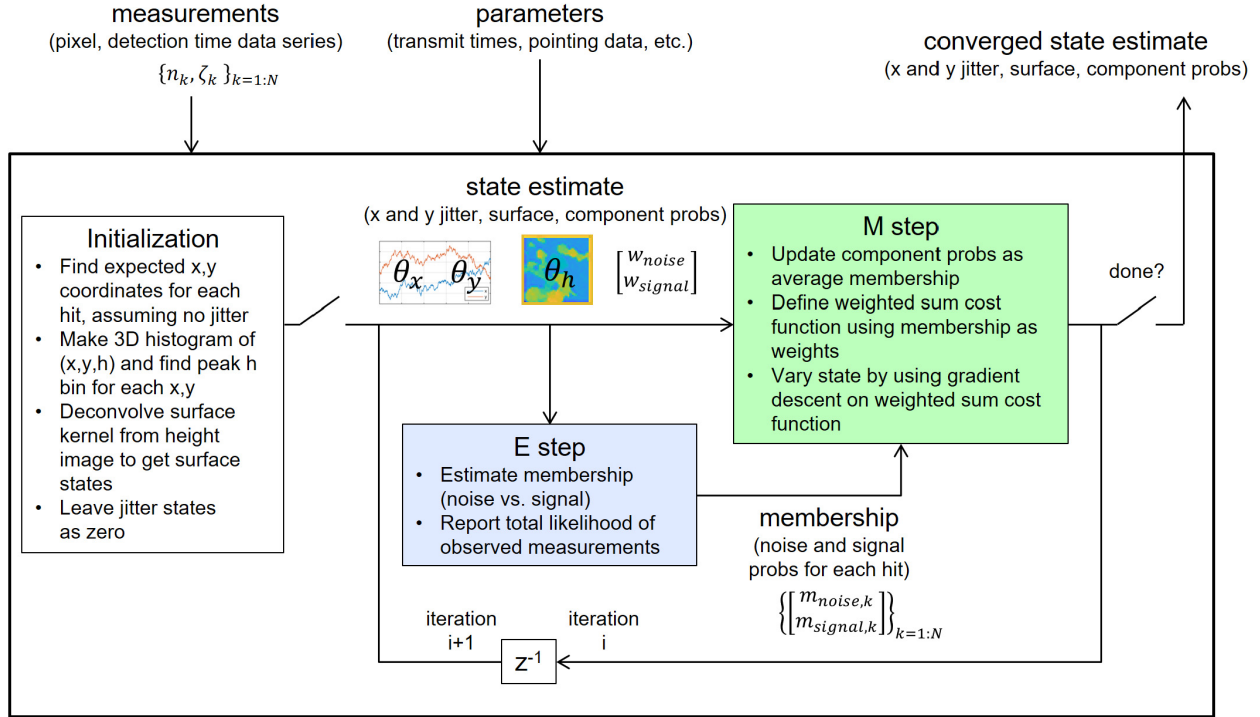 measurements
(pixel, detection time data series)
{n_k, ζ_k }_{k=1:N}
parameters
(transmit times, pointing data, etc.)
converged state estimate
(x and y jitter, surface, component probs)
Initialization
• Find expected x,y
coordinates for each
hit, assuming no jitter
• Make 3D histogram of
(x,y,h) and find peak h
bin for each x,y
• Deconvolve surface
kernel from height
image to get surface
states
• Leave jitter states
as zero
state estimate
(x and y jitter, surface, component probs)
θ_x θ_y
θ_h
[w_noise
w_signal]
M step
• Update component probs as
average membership
• Define weighted sum cost
function using membership as
weights
• Vary state by using gradient
descent on weighted sum cost
function
done?
E step
• Estimate membership
(noise vs. signal)
• Report total likelihood of
observed measurements
membership
(noise and signal
probs for each hit)
{[m_{noise,k}
m_{signal,k}]}_{k=1:N}
iteration
i+1
iteration
i
z⁻¹